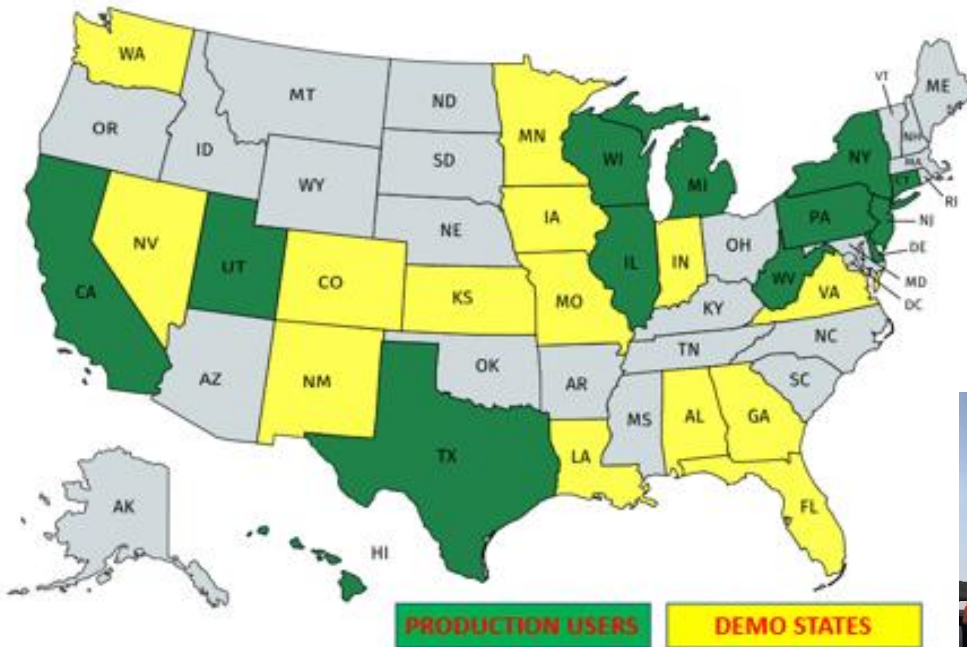 WA
MT
ND
MN
VT
ME
OR
ID
SD
WI
MI
NY
NH
MA
CT
RI
WY
IA
PA
NJ
NV
NE
IL
IN
OH
DE
UT
CO
KS
MO
WV
VA
MD
CA
KY
DC
AZ
NM
OK
AR
TN
NC
SC
TX
LA
MS
AL
GA
AK
HI
FL
PRODUCTION USERS
DEMO STATES